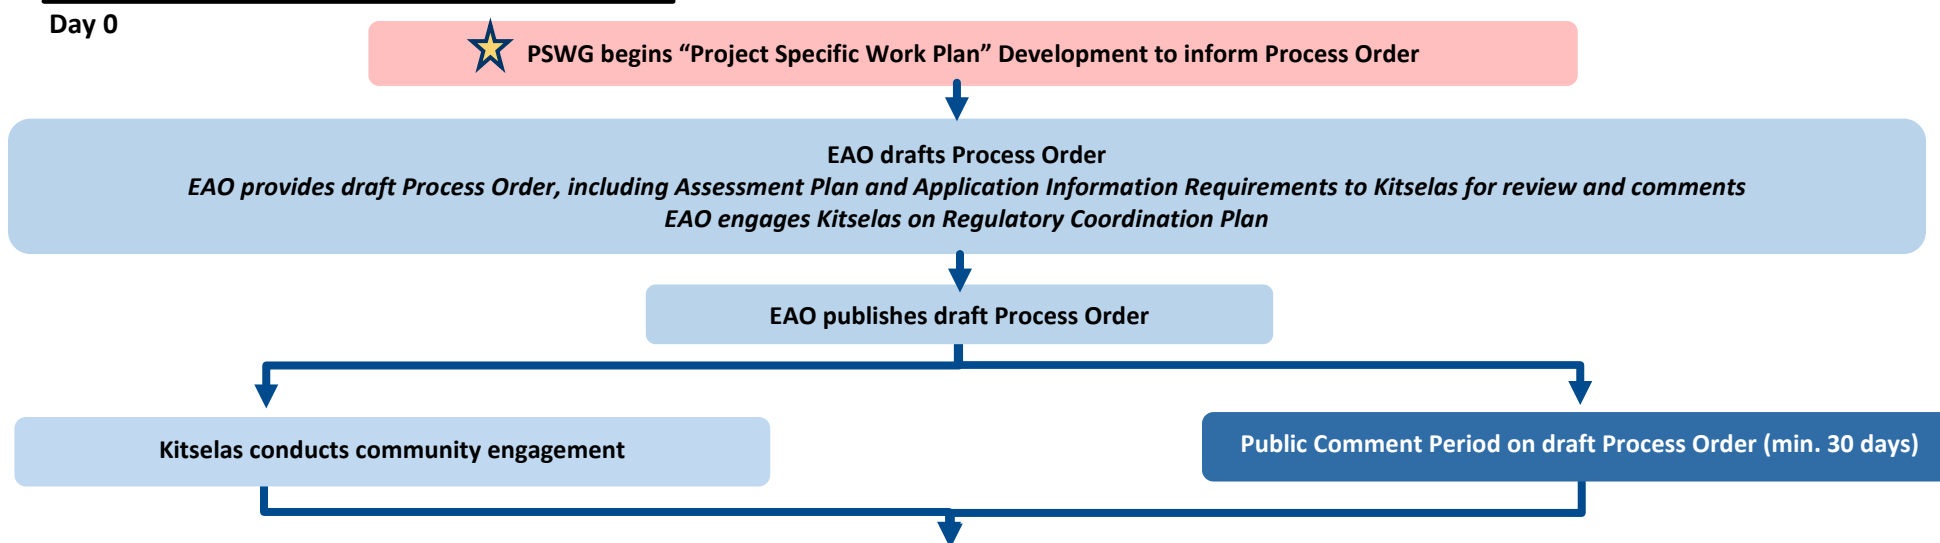 Day 0
PSWG begins “Project Specific Work Plan” Development to inform Process Order
EAO drafts Process Order
EAO provides draft Process Order, including Assessment Plan and Application Information Requirements to Kitselas for review and comments
EAO engages Kitselas on Regulatory Coordination Plan
EAO publishes draft Process Order
Kitselas conducts community engagement
Public Comment Period on draft Process Order (min. 30 days)